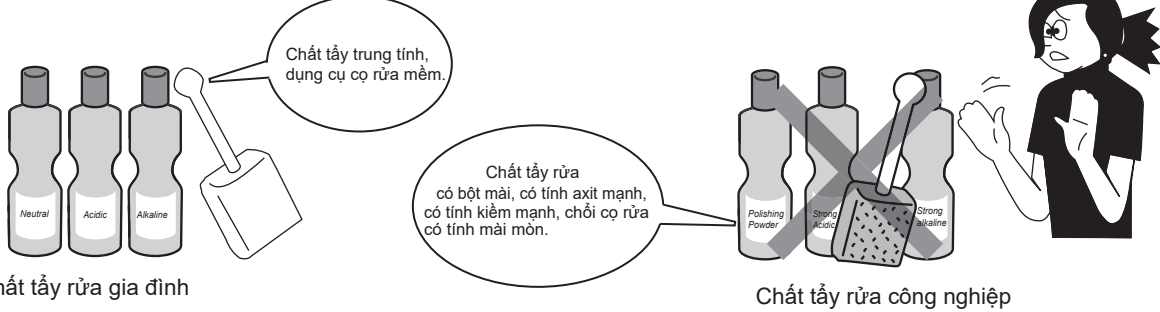 Chất tẩy trung tính,
dụng cụ cọ rửa mềm.
Neutral
Acidic
Alkaline
hất tẩy rửa gia đình
Chất tẩy rửa
có bột mài, có tính axit mạnh,
có tính kiềm mạnh, chổi cọ rửa
có tính mài mòn.
Polishing
Powder
Strong
Acidic
Strong
alkaline
Chất tẩy rửa công nghiệp